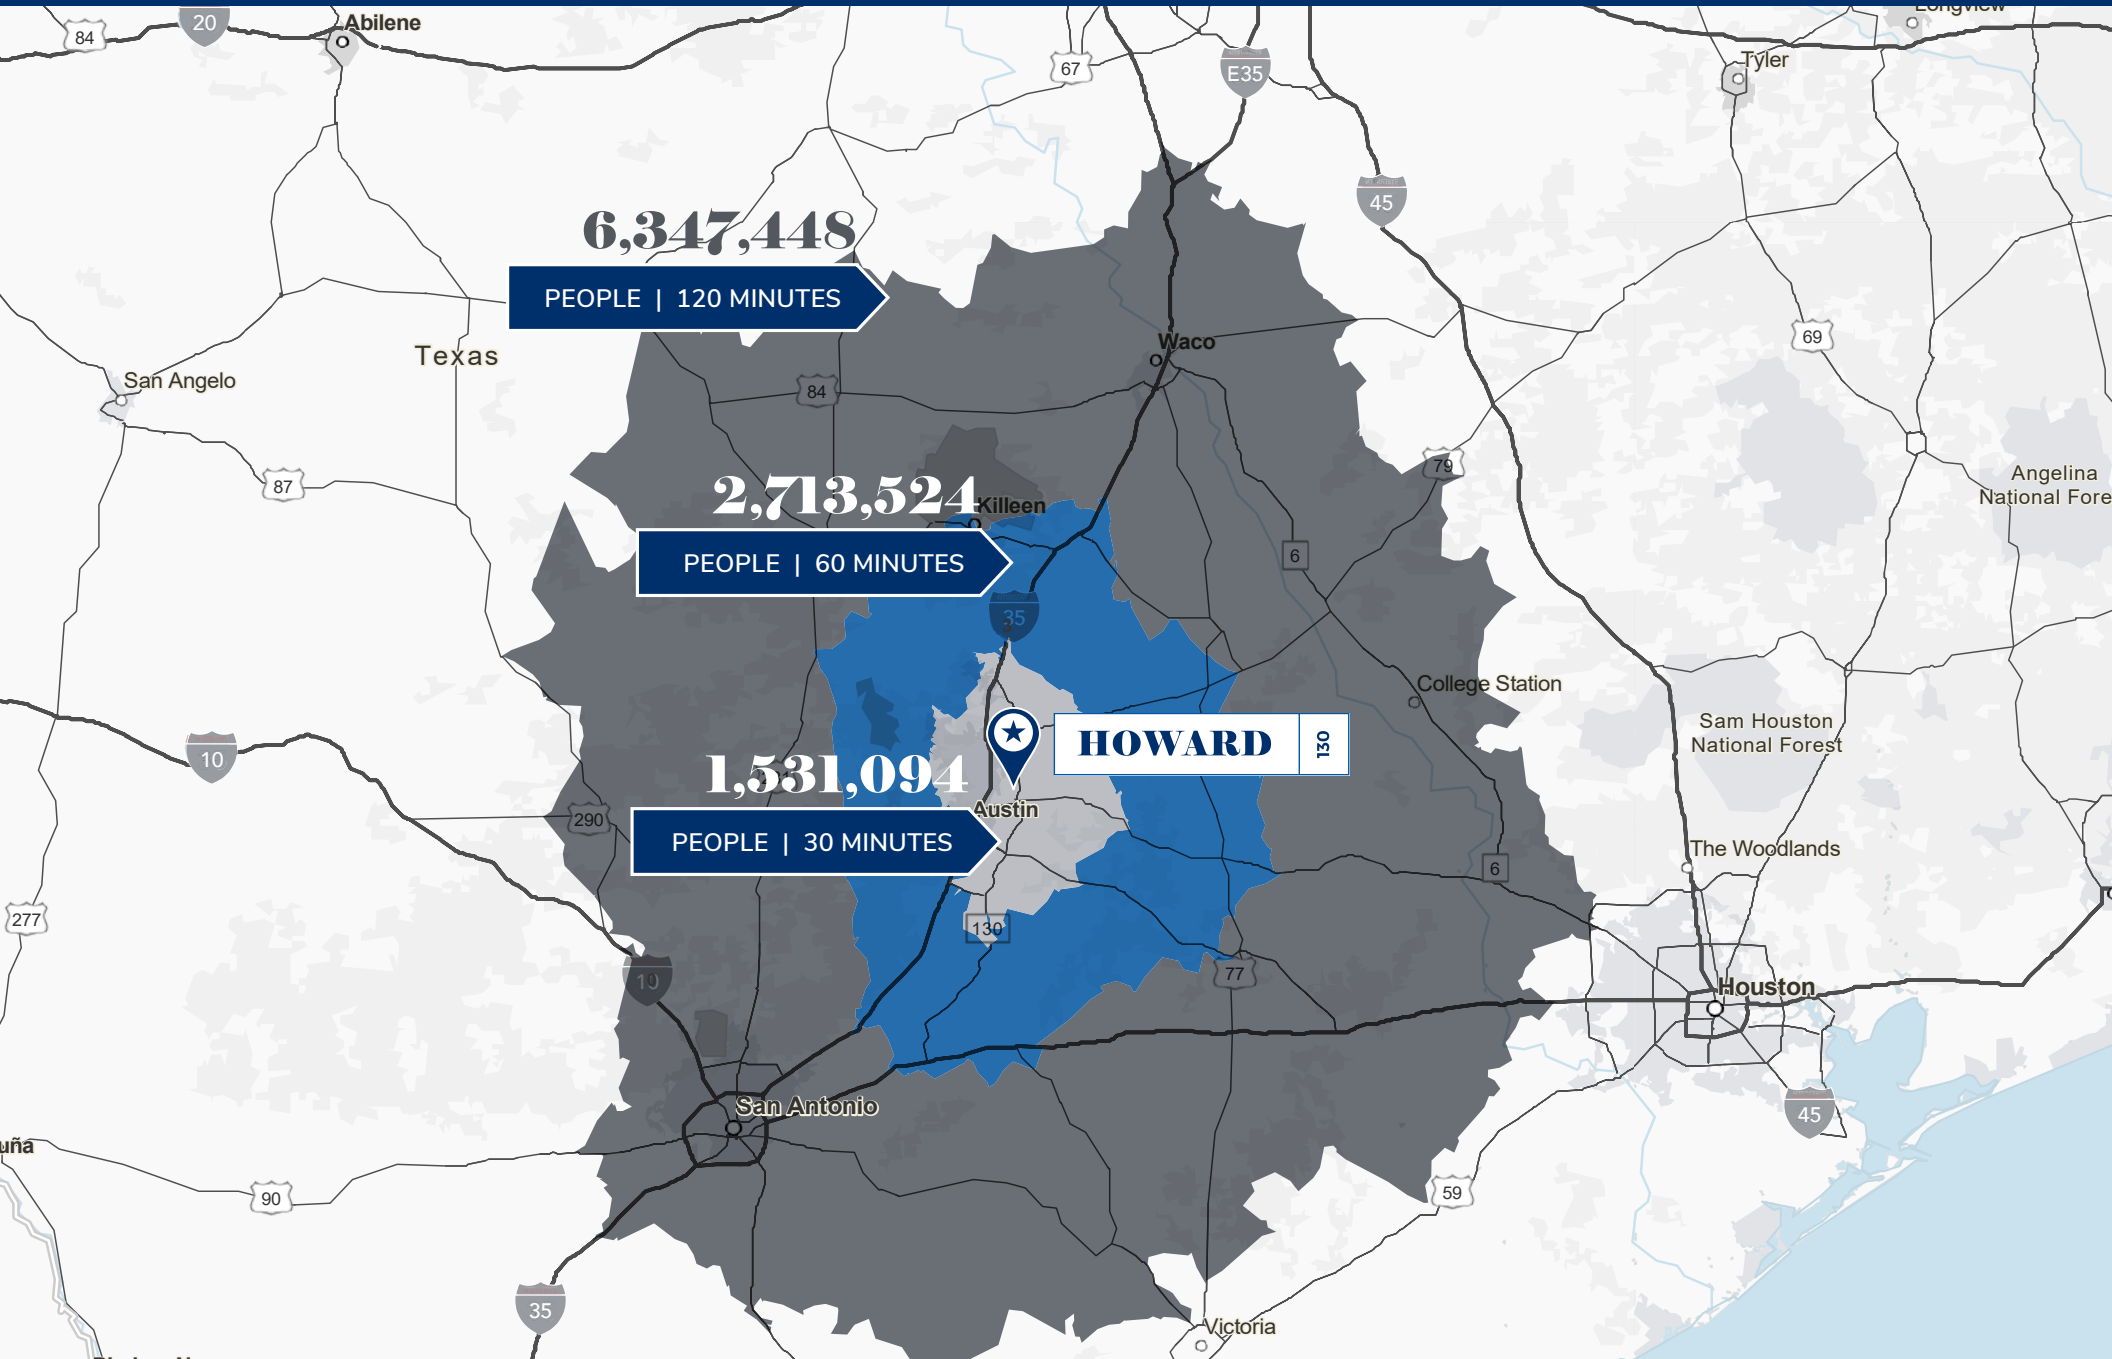 Longview
84
20
Abilene
67
E35
Tyler
45
6,347,448
PEOPLE | 120 MINUTES
Texas
San Angelo
Waco
69
84
79
87
Angelina
National Fore
2,713,524
Killeen
PEOPLE | 60 MINUTES
6
35
College Station
Sam Houston
National Forest
HOWARD
130
10
1,531,094
Austin
PEOPLE | 30 MINUTES
290
The Woodlands
6
277
130
77
10
Houston
San Antonio
45
uña
90
59
35
Victoria